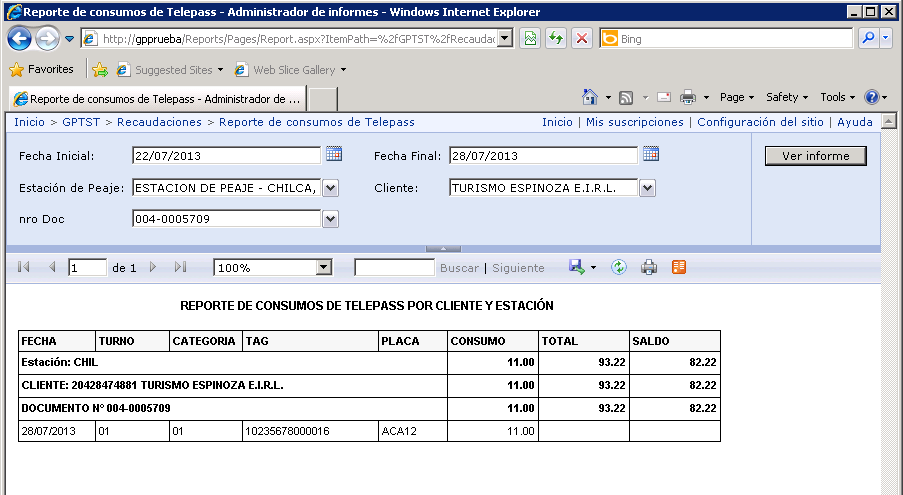 Reporte de consumos de Telepass - Administrador de informes - Windows Internet Explorer
http://gpprueba/Reports/Pages/Report.aspx?ItemPath=%2fGPTST%2fRecaudac
Bing
Favorites Suggested Sites Web Slice Gallery
Reporte de consumos de Telepass - Administrador de ... Page Safety Tools
Inicio > GPTST > Recaudaciones > Reporte de consumos de Telepass Inicio | Mis suscripciones | Configuración del sitio | Ayuda
Fecha Inicial: 22/07/2013 Fecha Final: 28/07/2013 Ver informe
Estación de Peaje: ESTACION DE PEAJE - CHILCA, Cliente: TURISMO ESPINOZA E.I.R.L.
nro Doc 004-0005709
1 de 1 100% Buscar | Siguiente
REPORTE DE CONSUMOS DE TELEPASS POR CLIENTE Y ESTACIÓN
FECHA TURNO CATEGORIA TAG PLACA CONSUMO TOTAL SALDO
Estación: CHIL 11.00 93.22 82.22
CLIENTE: 20428474881 TURISMO ESPINOZA E.I.R.L. 11.00 93.22 82.22
DOCUMENTO N° 004-0005709 11.00 93.22 82.22
28/07/2013 01 01 10235678000016 ACA12 11.00